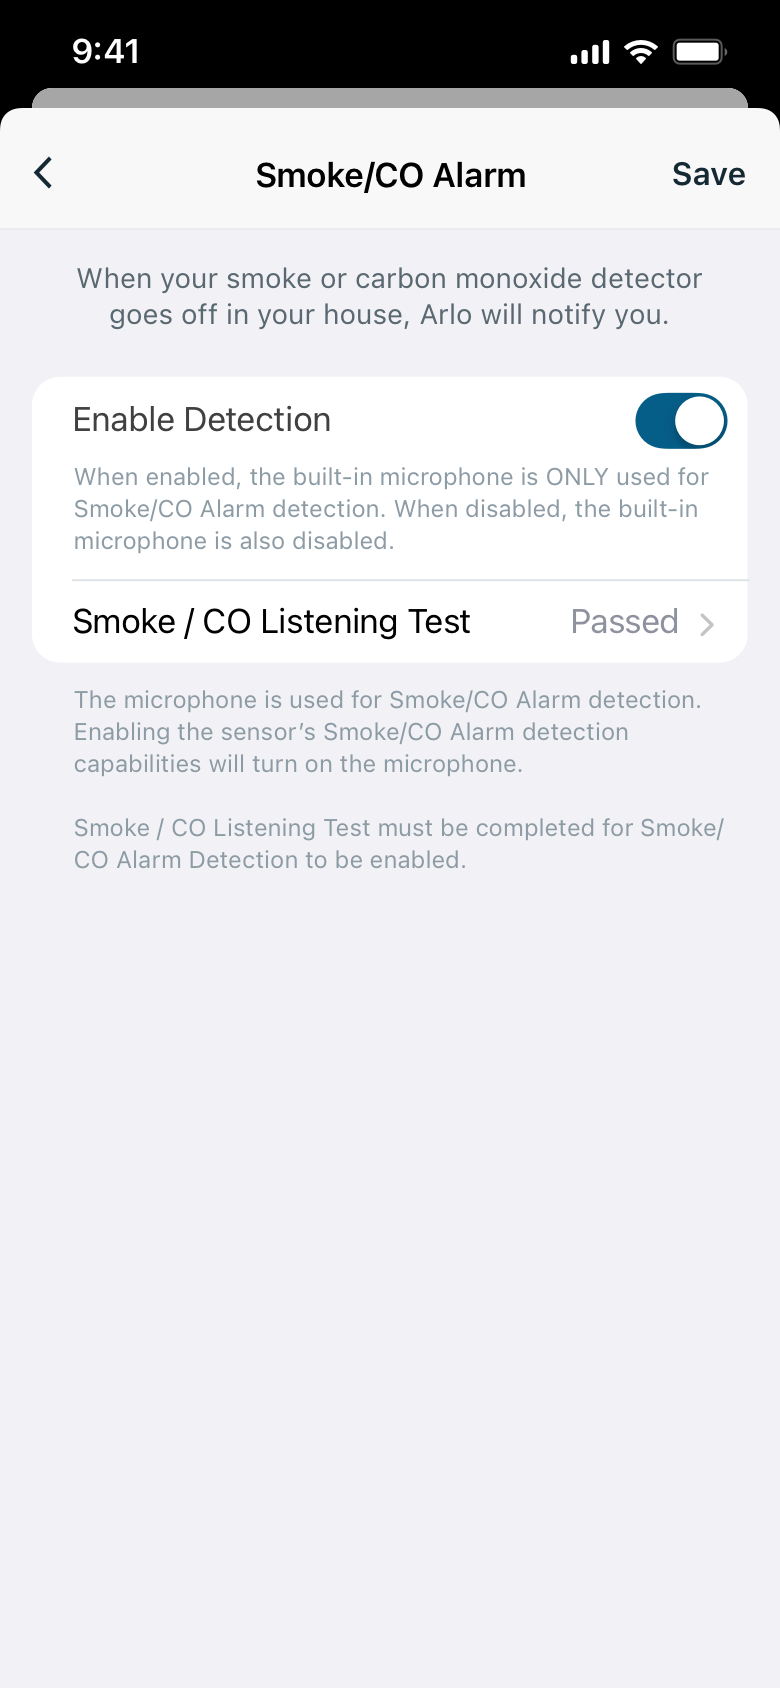 9:41
Smoke/CO Alarm
Save
When your smoke or carbon monoxide detector
goes off in your house, Arlo will notify you.
Enable Detection
When enabled, the built-in microphone is ONLY used for
Smoke/CO Alarm detection. When disabled, the built-in
microphone is also disabled.
Smoke / CO Listening Test
Passed
The microphone is used for Smoke/CO Alarm detection.
Enabling the sensor’s Smoke/CO Alarm detection
capabilities will turn on the microphone.
Smoke / CO Listening Test must be completed for Smoke/
CO Alarm Detection to be enabled.